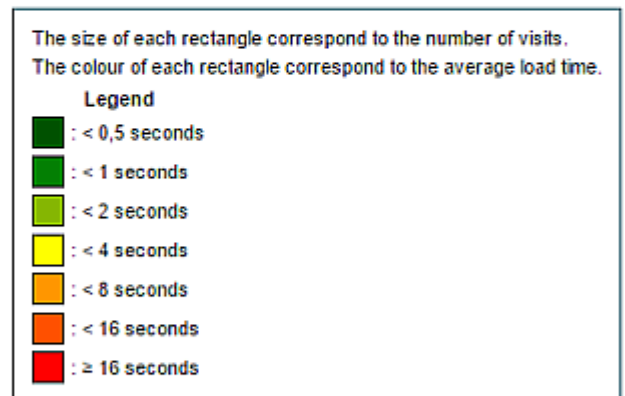 The size of each rectangle correspond to the number of visits.
The colour of each rectangle correspond to the average load time.
Legend
: < 0,5 seconds
: < 1 seconds
: < 2 seconds
: < 4 seconds
: < 8 seconds
: < 16 seconds
: ≥ 16 seconds